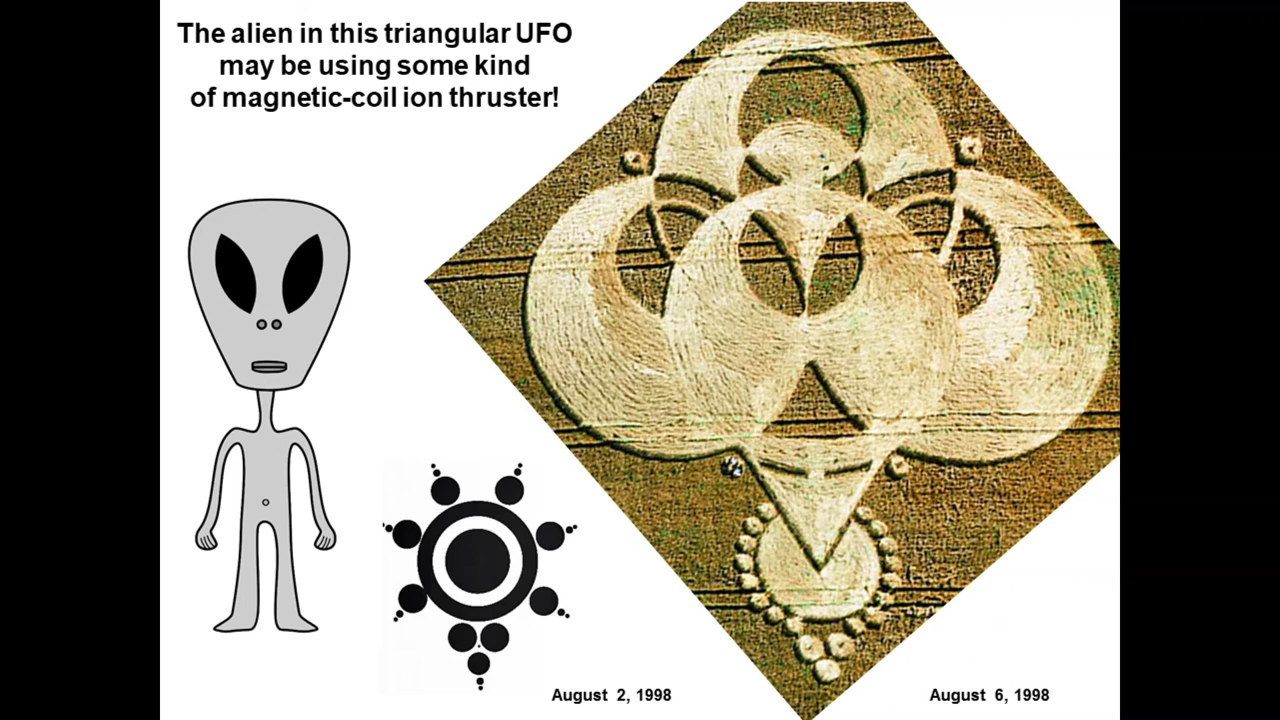 The alien in this triangular UFO
may be using some kind
of magnetic-coil ion thruster!
August 2, 1998
August 6, 1998